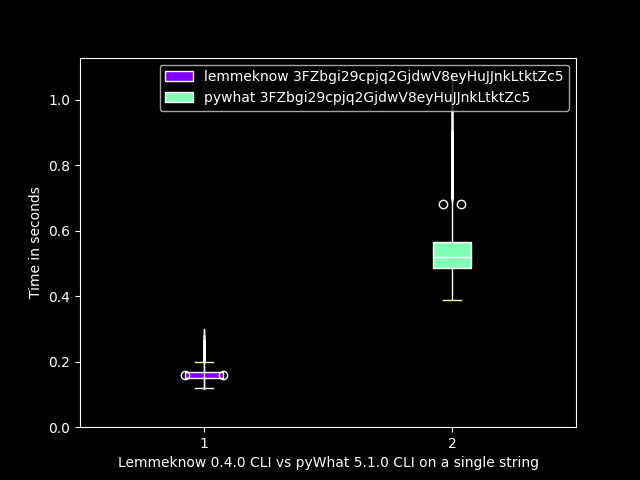 lemmeknow 3FZbgi29cpjq2GjdwV8eyHuJJnkLtktZc5
pywhat 3FZbgi29cpjq2GjdwV8eyHuJJnkLtktZc5
1.0
0.8
0.6
0.4
0.2
0.0
Time in seconds
1 2
Lemmeknow 0.4.0 CLI vs pyWhat 5.1.0 CLI on a single string